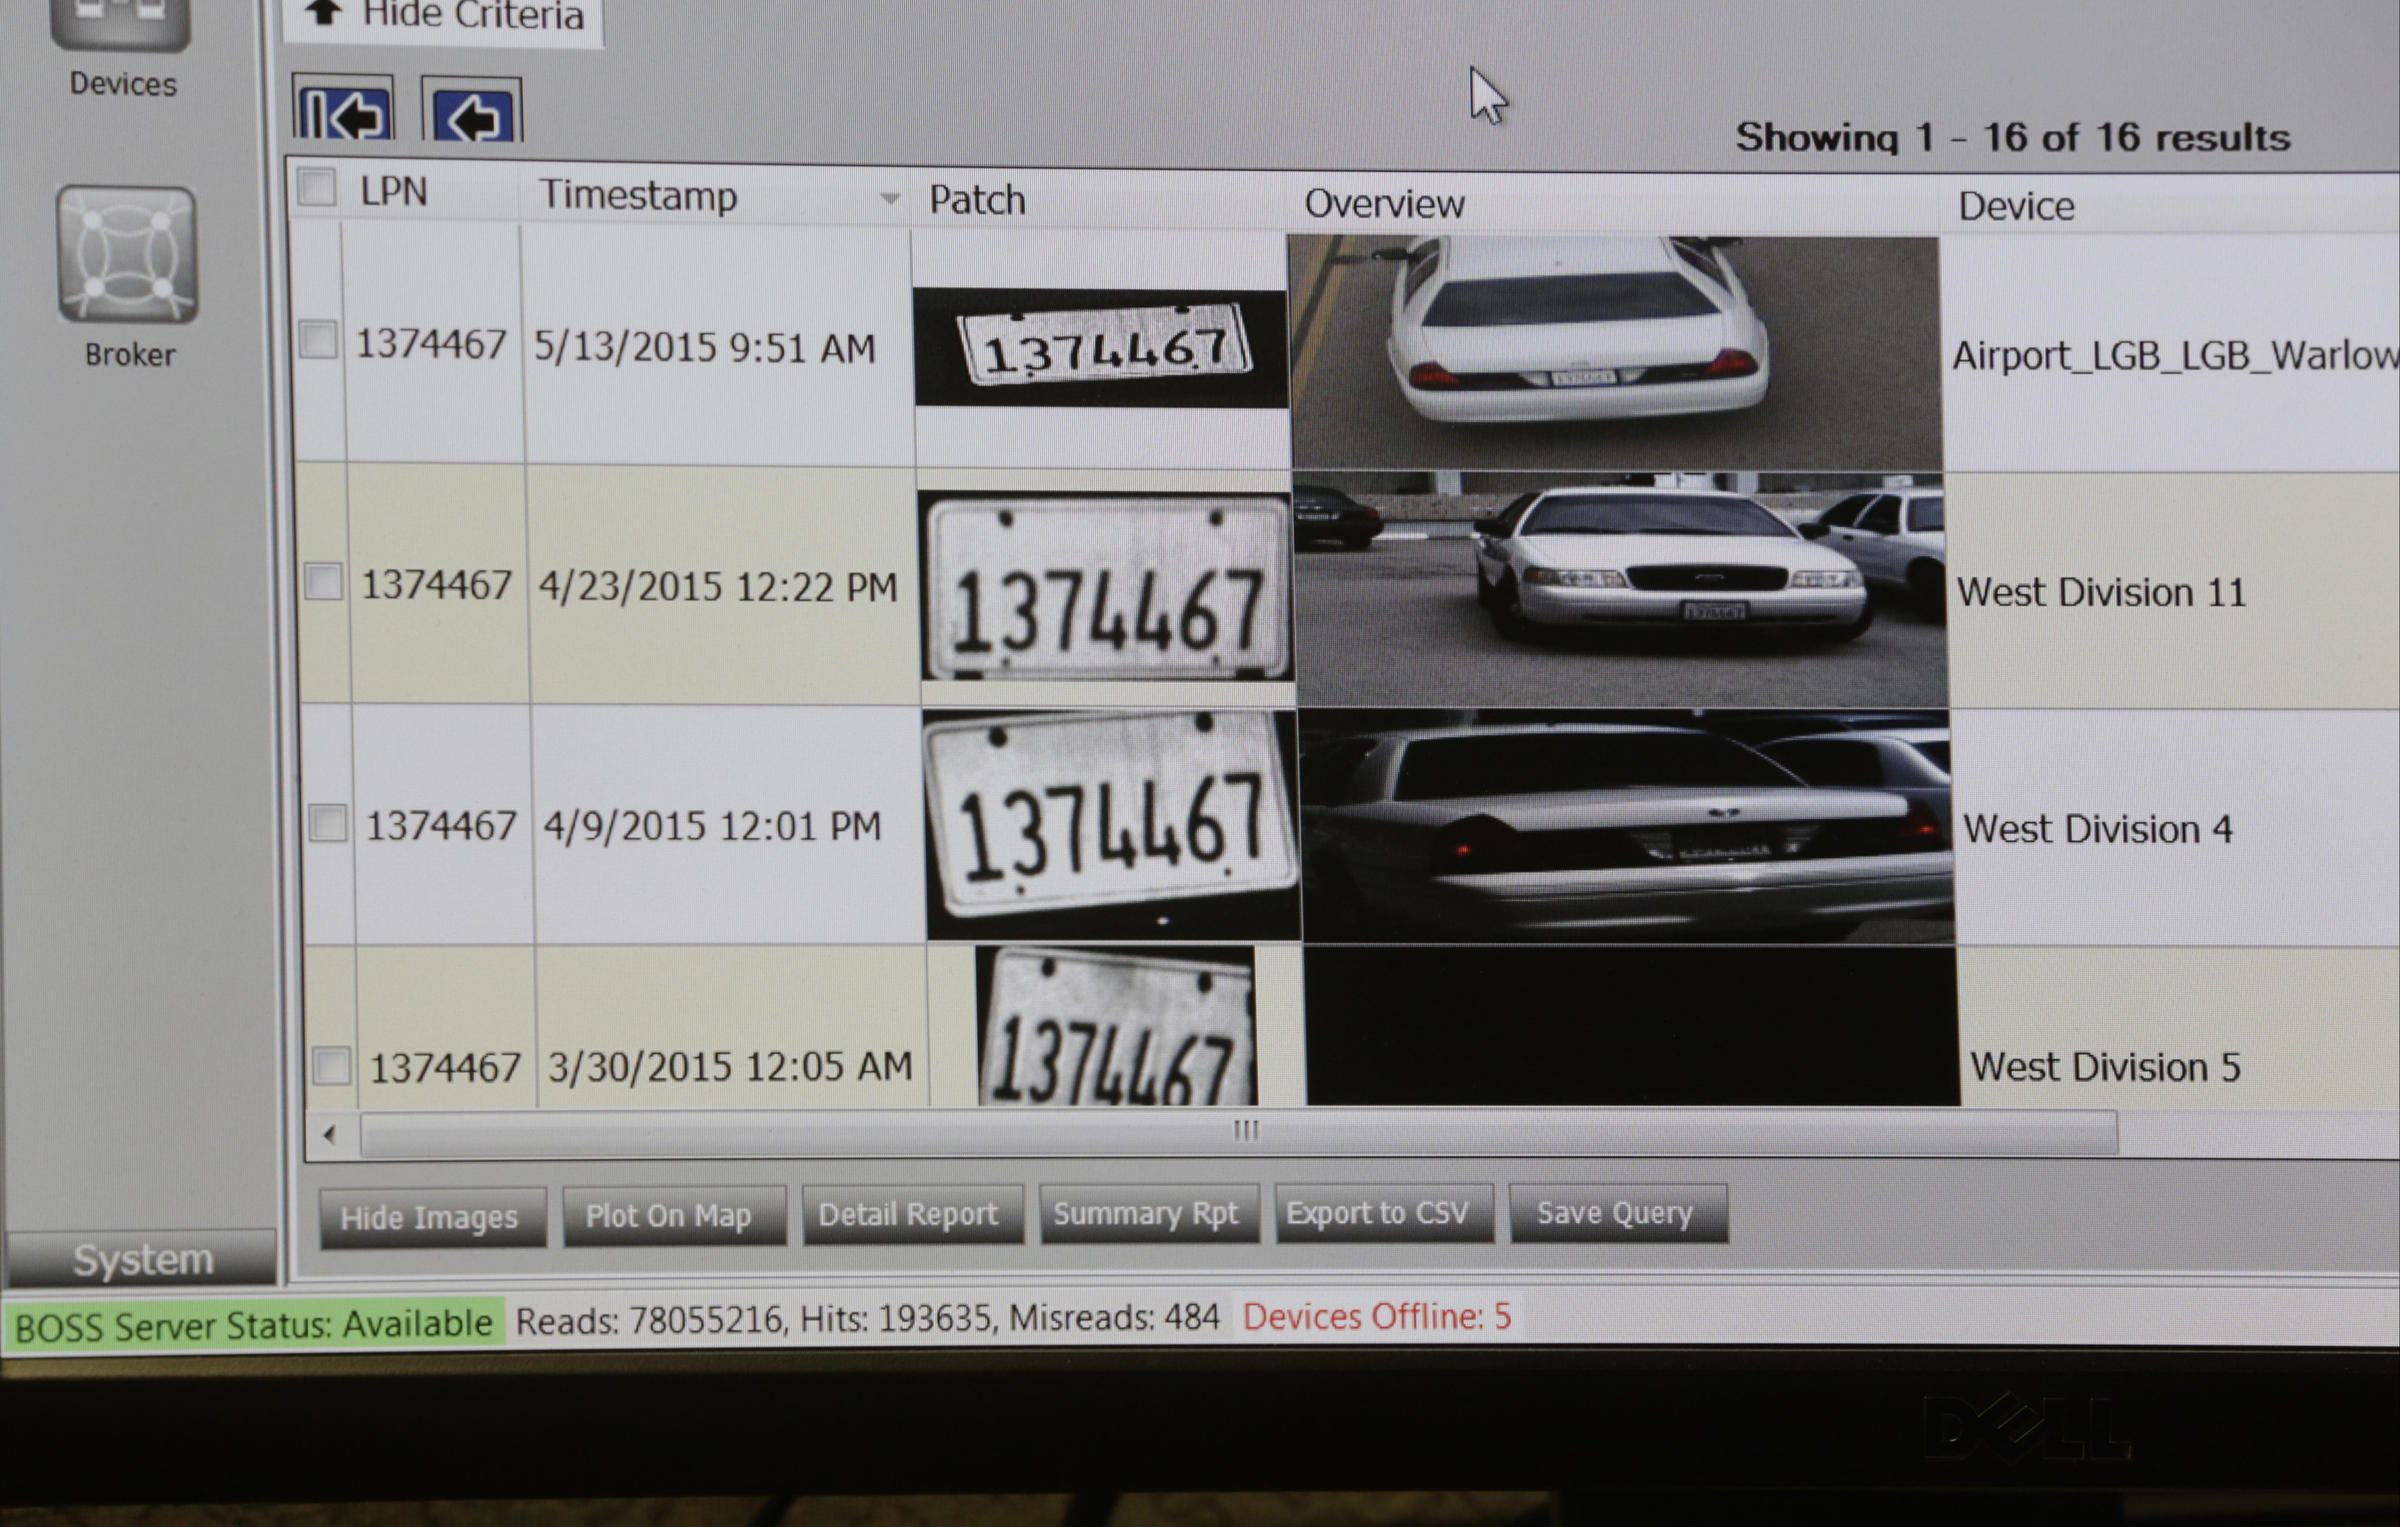 Hide Criteria
Devices
Showing 1 - 16 of 16 results
LPN Timestamp Patch Overview Device
1374467 5/13/2015 9:51 AM 1374467 Airport_LGB_LGB_Warlow
Broker
1374467 4/23/2015 12:22 PM 1374467 1374467 West Division 11
1374467 4/9/2015 12:01 PM 1374467 West Division 4
1374467 3/30/2015 12:05 AM 1374467 West Division 5
Hide Images Plot On Map Detail Report Summary Rpt Export to CSV Save Query
System
BOSS Server Status: Available Reads: 78055216, Hits: 193635, Misreads: 484 Devices Offline: 5
DELL